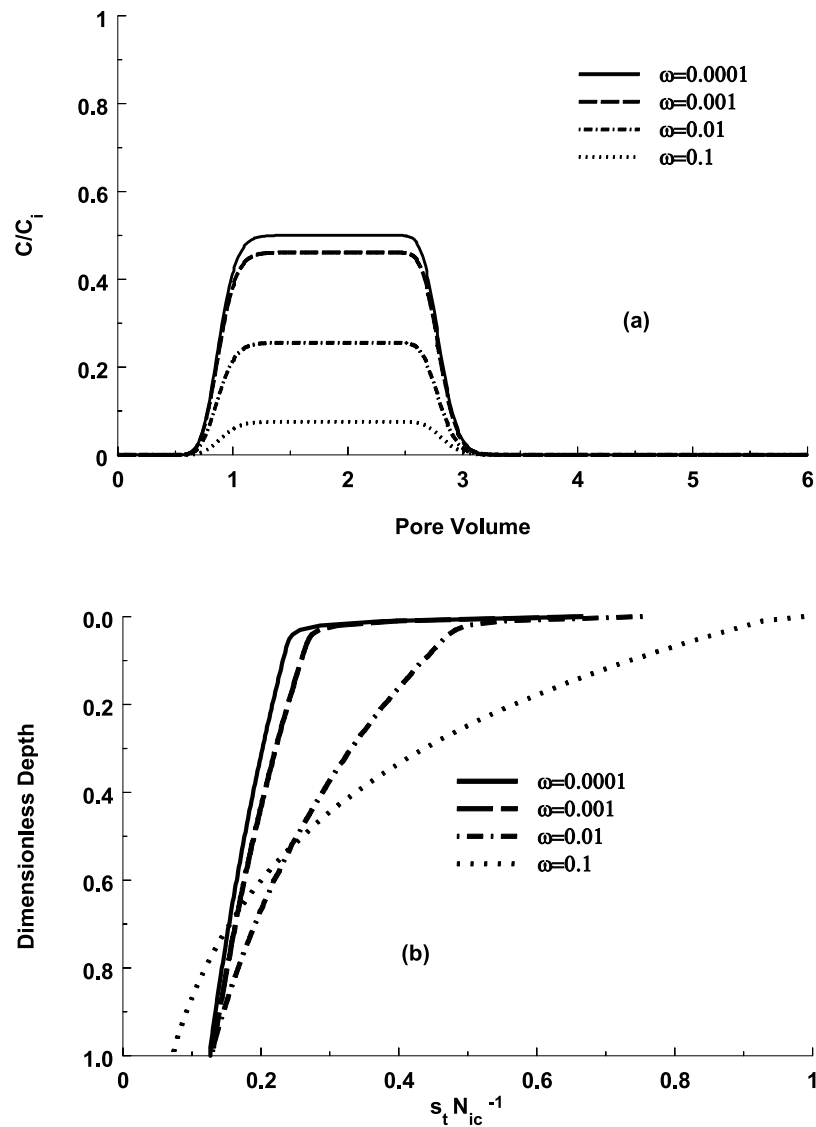 1
0.8
0.6
0.4
0.2
0
C/Ci
ω=0.0001
ω=0.001
ω=0.01
ω=0.1
(a)
0 1 2 3 4 5 6
Pore Volume
0.0
0.2
0.4
0.6
0.8
1.0
Dimensionless Depth
ω=0.0001
ω=0.001
ω=0.01
ω=0.1
(b)
0 0.2 0.4 0.6 0.8 1
st Nic -1